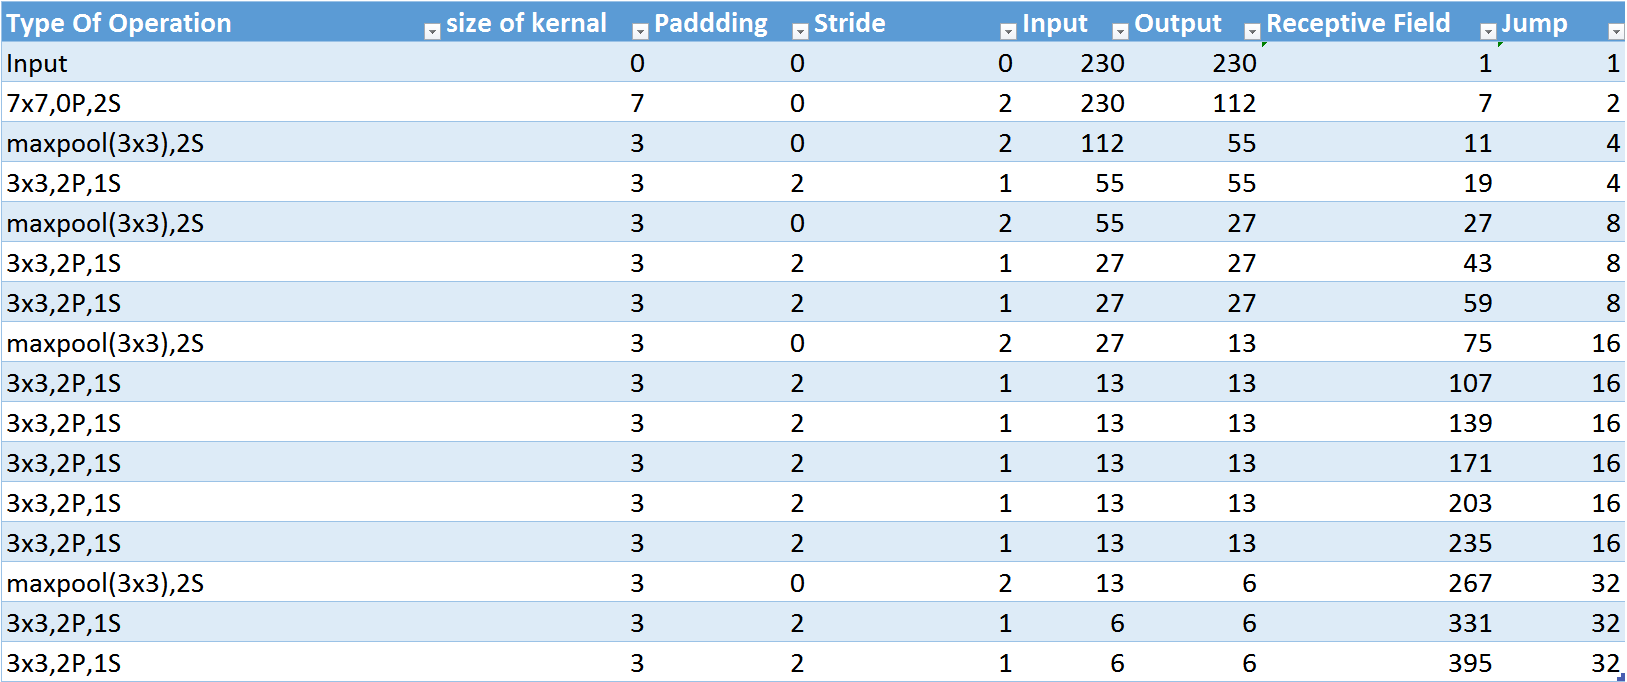 Type Of Operation size of kernal Paddding Stride Input Output Receptive Field Jump
Input 0 0 0 230 230 1 1
7x7,0P,2S 7 0 2 230 112 7 2
maxpool(3x3),2S 3 0 2 112 55 11 4
3x3,2P,1S 3 2 1 55 55 19 4
maxpool(3x3),2S 3 0 2 55 27 27 8
3x3,2P,1S 3 2 1 27 27 43 8
3x3,2P,1S 3 2 1 27 27 59 8
maxpool(3x3),2S 3 0 2 27 13 75 16
3x3,2P,1S 3 2 1 13 13 107 16
3x3,2P,1S 3 2 1 13 13 139 16
3x3,2P,1S 3 2 1 13 13 171 16
3x3,2P,1S 3 2 1 13 13 203 16
3x3,2P,1S 3 2 1 13 13 235 16
maxpool(3x3),2S 3 0 2 13 6 267 32
3x3,2P,1S 3 2 1 6 6 331 32
3x3,2P,1S 3 2 1 6 6 395 32